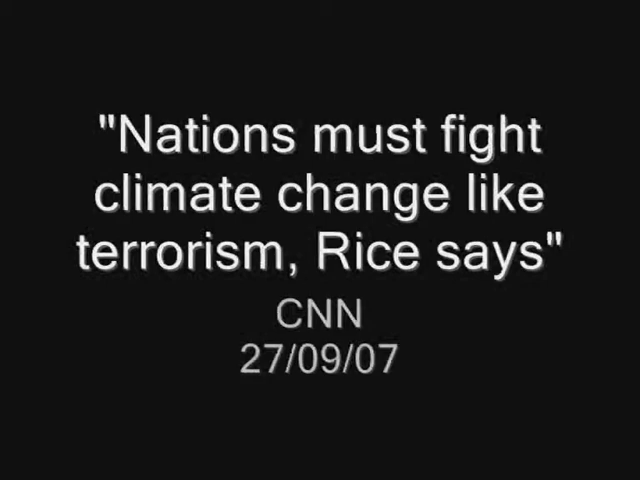 "Nations must fight
climate change like
terrorism, Rice says"
CNN
27/09/07